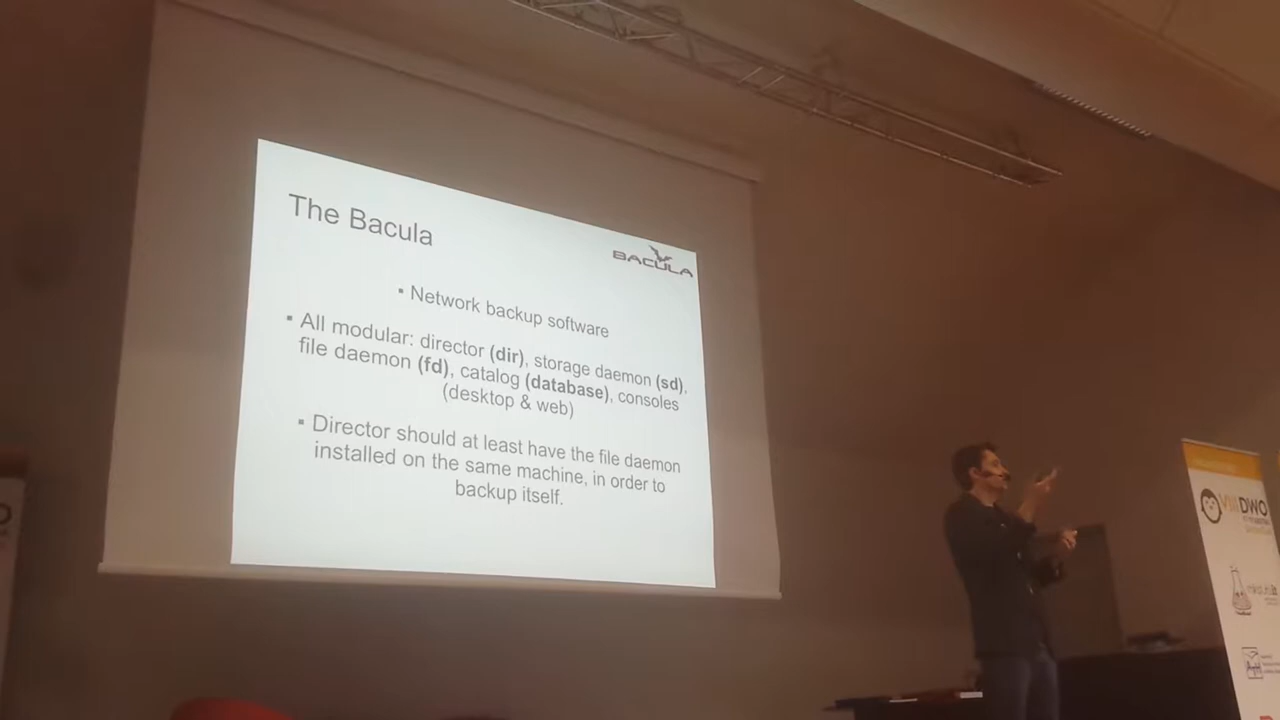 The Bacula
BACULA
▪ Network backup software
▪ All modular: director (dir), storage daemon (sd),
file daemon (fd), catalog (database), consoles
(desktop & web)
▪ Director should at least have the file daemon
installed on the same machine, in order to
backup itself.
VIII DWO